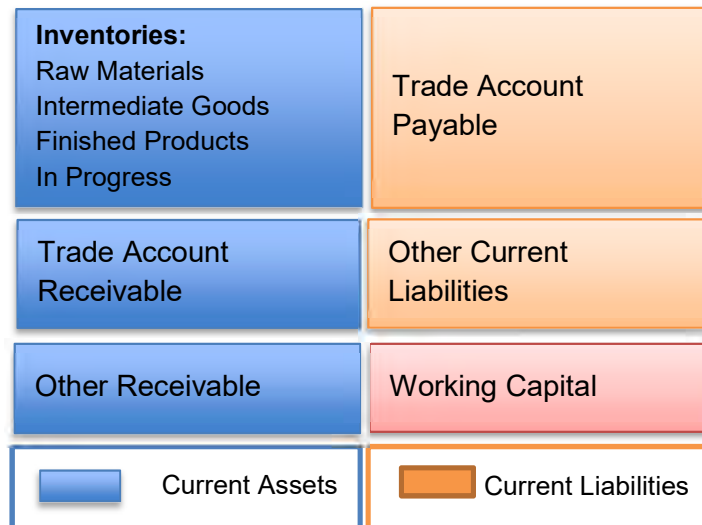 Inventories:
Raw Materials
Intermediate Goods
Finished Products
In Progress
Trade Account
Payable
Trade Account
Receivable
Other Current
Liabilities
Other Receivable
Working Capital
Current Assets
Current Liabilities